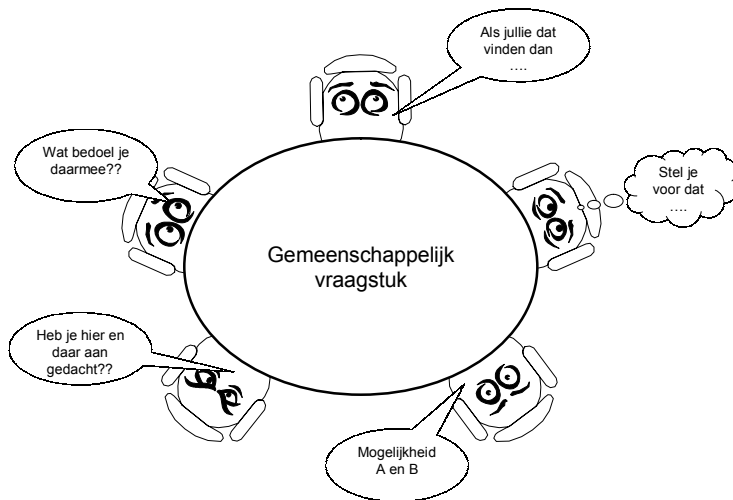 Als jullie dat
vinden dan
....
Wat bedoel je
daarmee??
Stel je
voor dat
....
Gemeenschappelijk
vraagstuk
Heb je hier en
daar aan
gedacht??
Mogelijkheid
A en B